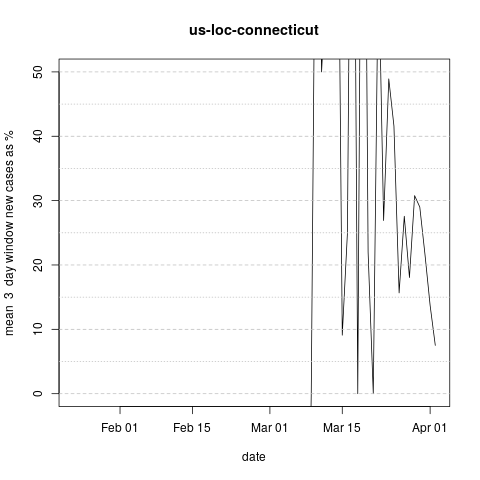 us-loc-connecticut
mean 3 day window new cases as %
50
40
30
20
10
0
Feb 01 Feb 15 Mar 01 Mar 15 Apr 01
date